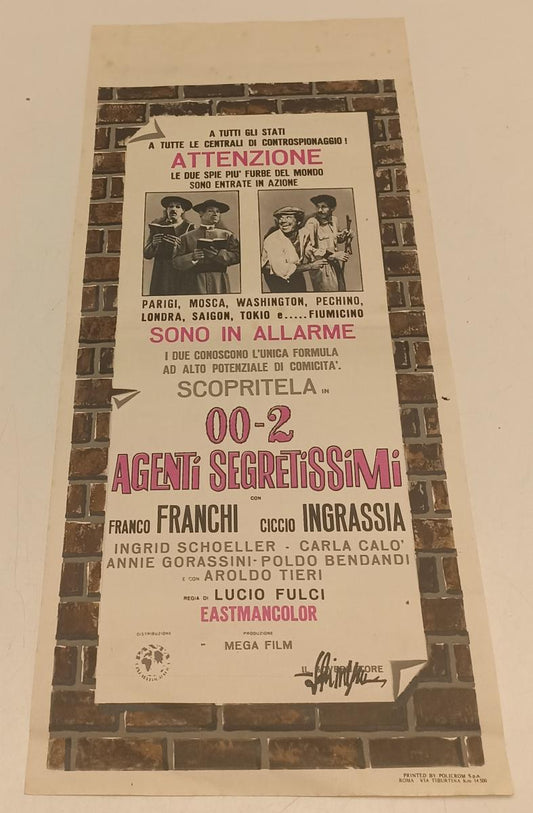 A TUTTI GLI STATI
A TUTTE LE CENTRALI DI CONTROSPIONAGGIO!
ATTENZIONE
LE DUE SPIE PIU' FURBE DEL MONDO
SONO ENTRATE IN AZIONE
PARIGI, MOSCA, WASHINGTON, PECHINO,
LONDRA, SAIGON, TOKIO e.....FIUMICINO
SONO IN ALLARME
I DUE CONOSCONO L'UNICA FORMULA
AD ALTO POTENZIALE DI COMICITA'.
SCOPRITELA IN
00-2
AGENTI SEGRETISSIMI
CON
FRANCO FRANCHI CICCIO INGRASSIA
INGRID SCHOELLER - CARLA CALO'
ANNIE GORASSINI - POLDO BENDANDI
E CON AROLDO TIERI
REGIA DI LUCIO FULCI
EASTMANCOLOR
DISTRIBUZIONE
PRODUZIONE
MEGA FILM
IL
PRINTED BY POLICROM S.p.A.
ROMA VIA TIBURTINA K.m 14.500